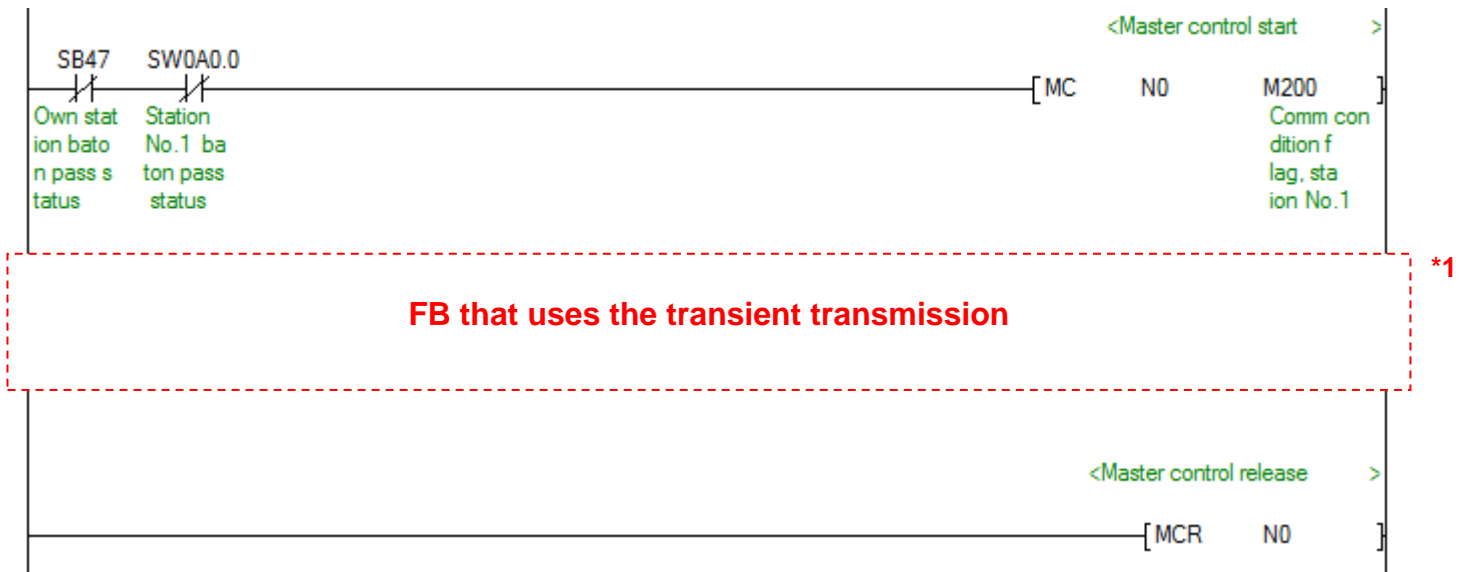 <Master control start >
SB47 SW0A0.0
[ MC N0 M200 ]
Own stat Station Comm con
ion bato No.1 ba dition f
n pass s ton pass lag, sta
tatus status ion No.1
*1
FB that uses the transient transmission
<Master control release >
[ MCR N0 ]